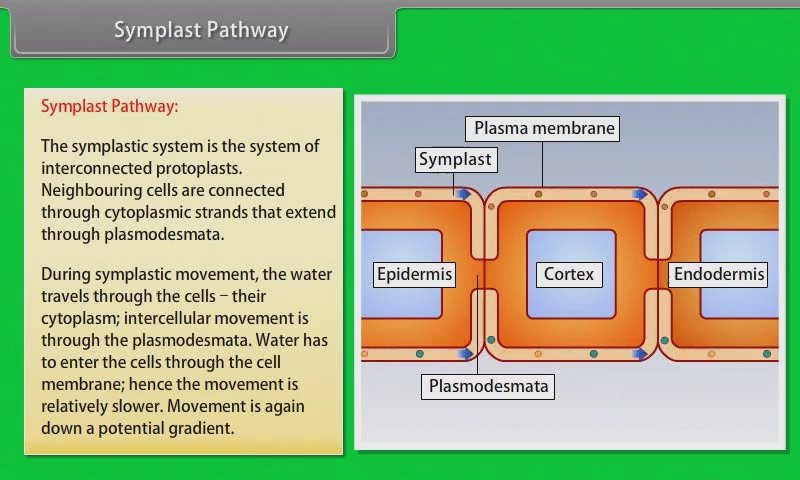 Symplast Pathway
Symplast Pathway:
The symplastic system is the system of
interconnected protoplasts.
Neighbouring cells are connected
through cytoplasmic strands that extend
through plasmodesmata.
During symplastic movement, the water
travels through the cells – their
cytoplasm; intercellular movement is
through the plasmodesmata. Water has
to enter the cells through the cell
membrane; hence the movement is
relatively slower. Movement is again
down a potential gradient.
Plasma membrane
Symplast
Epidermis
Cortex
Endodermis
Plasmodesmata